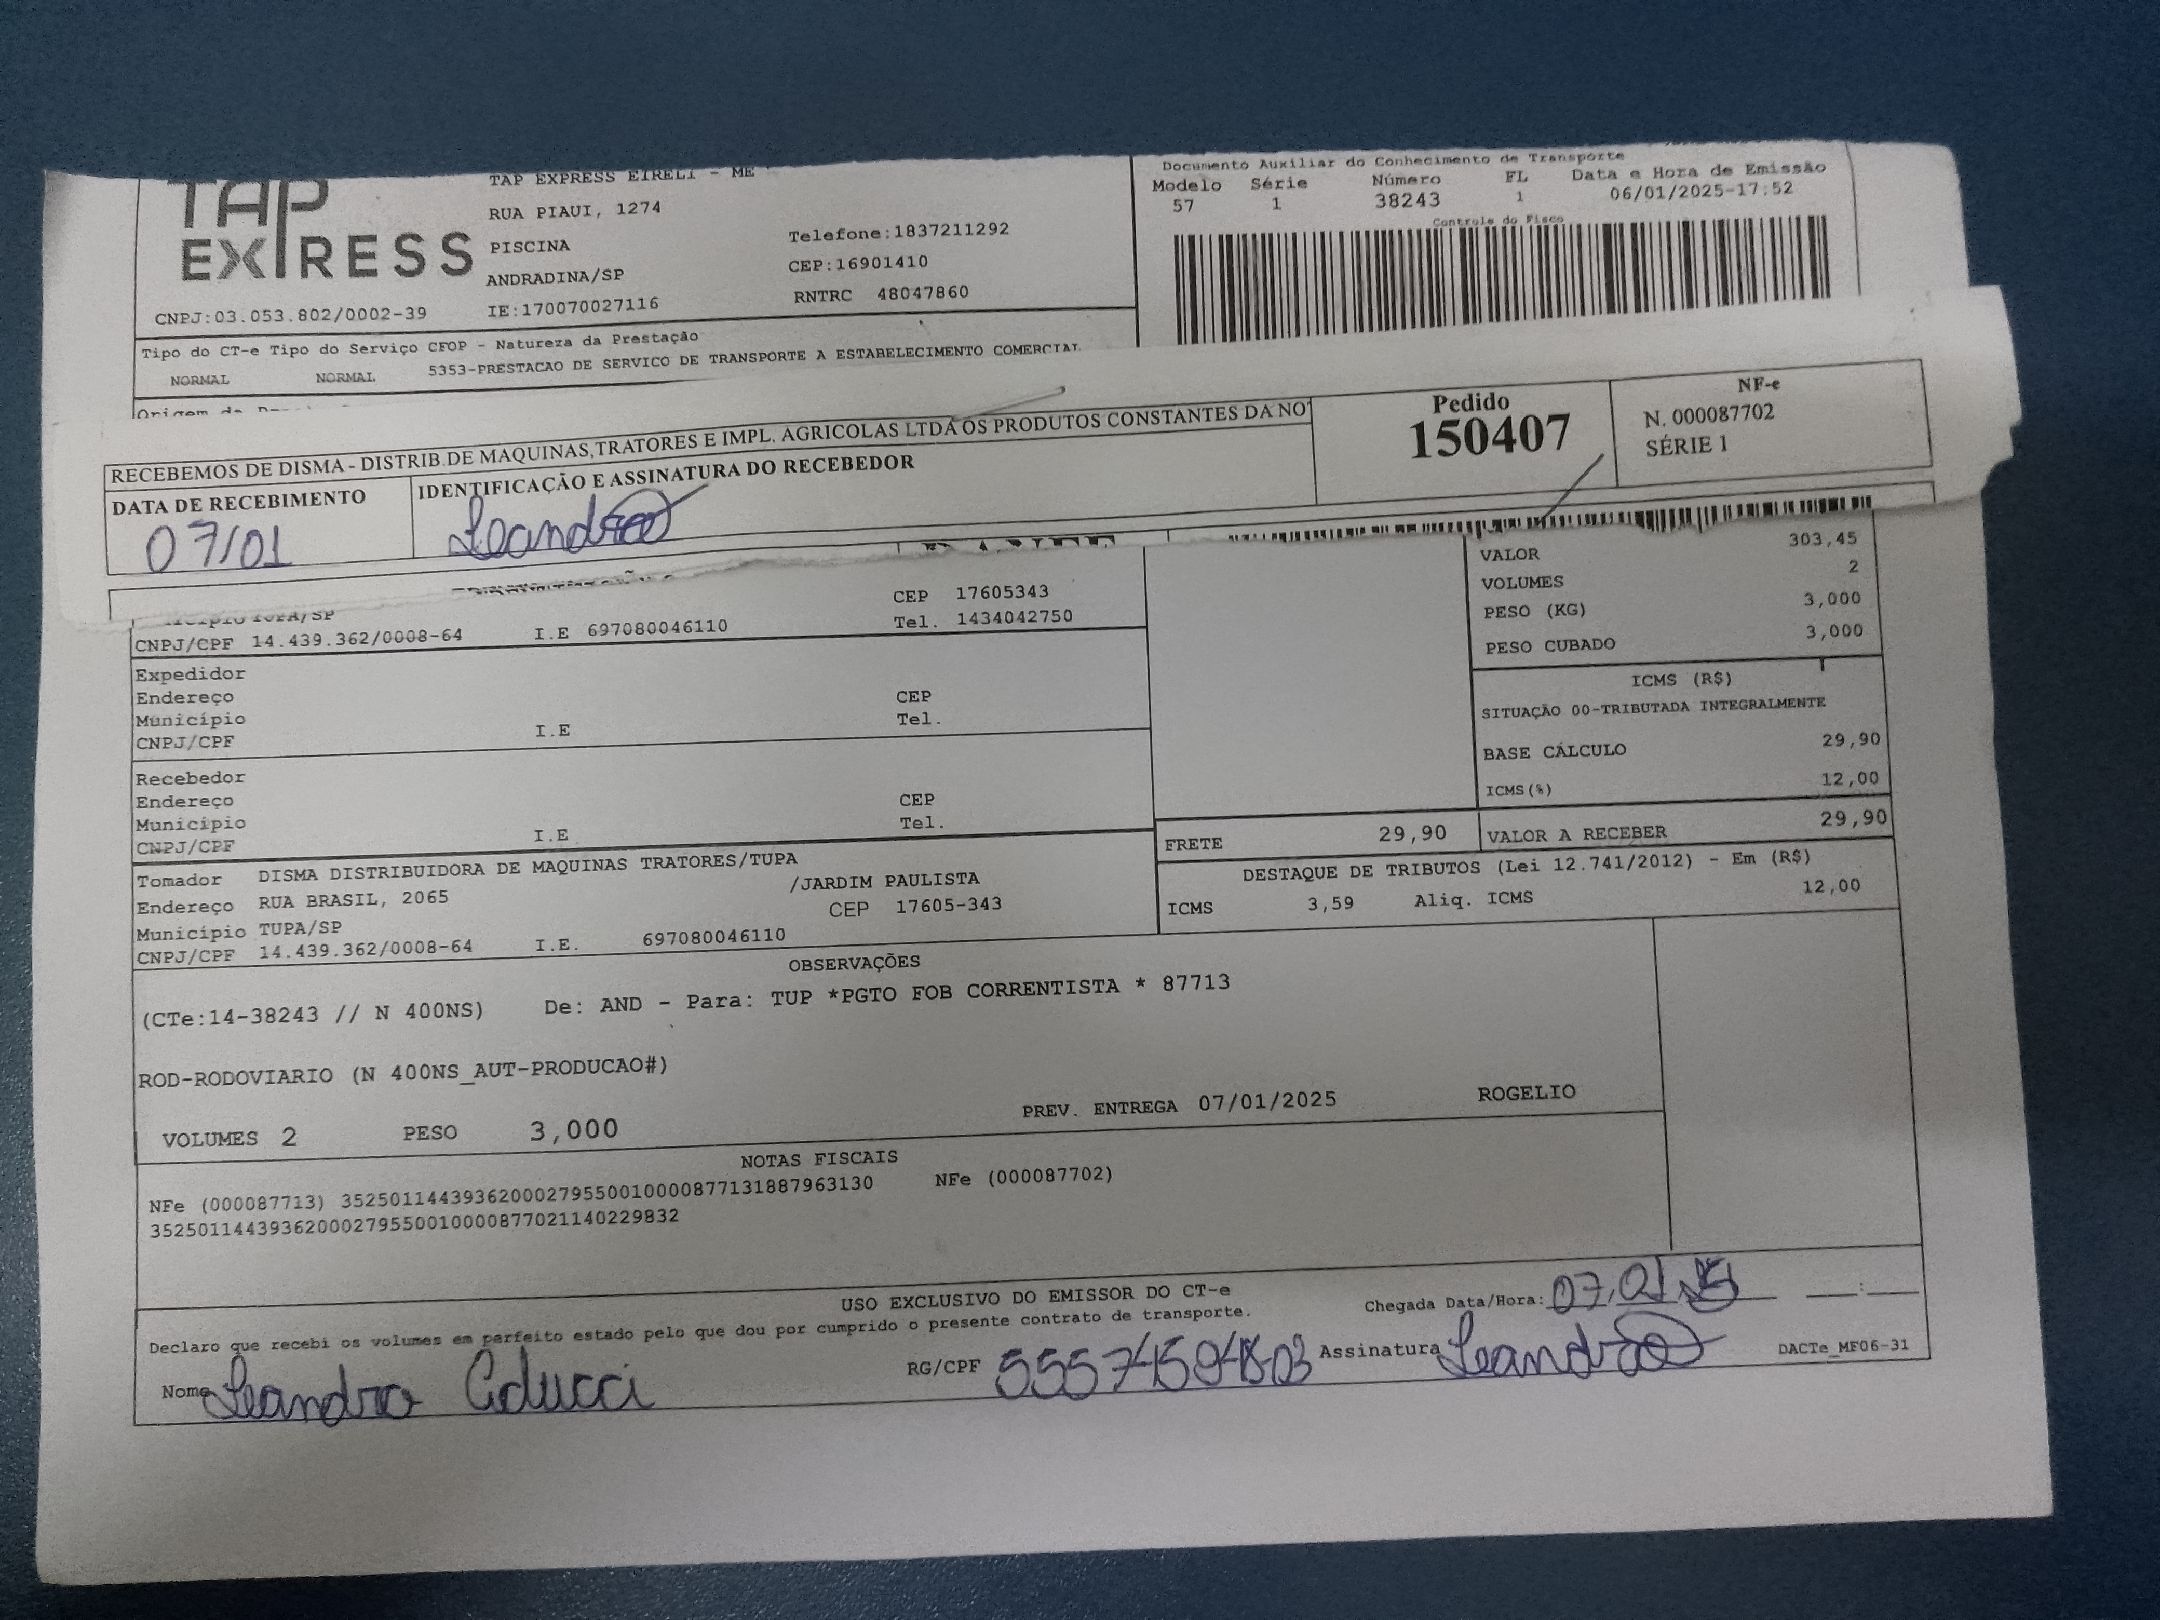 TAP
EXPRESS
TAP EXPRESS EIRELI - ME
RUA PIAUI, 1274
PISCINA
Telefone:1837211292
ANDRADINA/SP
CEP:16901410
CNPJ:03.053.802/0002-39
IE:170070027116
RNTRC 48047860
Documento Auxiliar do Conhecimento de Transporte
Modelo Série Número FL Data e Hora de Emissão
57 1 38243 1 06/01/2025-17:52
Controle do Fisco
Tipo do CT-e Tipo do Serviço CFOP - Natureza da Prestação
NORMAL NORMAL 5353-PRESTACAO DE SERVICO DE TRANSPORTE A ESTABELECIMENTO COMERCIAL
Origem da
RECEBEMOS DE DISMA - DISTRIB.DE MAQUINAS,TRATORES E IMPL. AGRICOLAS LTDA OS PRODUTOS CONSTANTES DA NO
DATA DE RECEBIMENTO
07/01
IDENTIFICAÇÃO E ASSINATURA DO RECEBEDOR
Leandro
Pedido
150407
NF-e
N. 000087702
SÉRIE 1
TUPA/SP
CEP 17605343
CNPJ/CPF 14.439.362/0008-64 I.E 697080046110 Tel. 1434042750
VALOR 303,45
VOLUMES 2
PESO (KG) 3,000
PESO CUBADO 3,000
Expedidor
Endereço CEP
Município Tel.
CNPJ/CPF I.E
ICMS (R$)
SITUAÇÃO 00-TRIBUTADA INTEGRALMENTE
BASE CÁLCULO 29,90
ICMS(%) 12,00
Recebedor
Endereço CEP
Município Tel.
CNPJ/CPF I.E
FRETE 29,90 VALOR A RECEBER 29,90
DESTAQUE DE TRIBUTOS (Lei 12.741/2012) - Em (R$)
ICMS 3,59 Aliq. ICMS 12,00
Tomador DISMA DISTRIBUIDORA DE MAQUINAS TRATORES/TUPA
Endereço RUA BRASIL, 2065 /JARDIM PAULISTA
Município TUPA/SP CEP 17605-343
CNPJ/CPF 14.439.362/0008-64 I.E. 697080046110
OBSERVAÇÕES
(CTe:14-38243 // N 400NS) De: AND - Para: TUP *PGTO FOB CORRENTISTA * 87713
ROD-RODOVIARIO (N 400NS_AUT-PRODUCAO#)
VOLUMES 2 PESO 3,000 PREV. ENTREGA 07/01/2025 ROGELIO
NOTAS FISCAIS
NFe (000087713) 35250114439362000279550010000877131887963130 NFe (000087702)
35250114439362000279550010000877021140229832
USO EXCLUSIVO DO EMISSOR DO CT-e
Declaro que recebi os volumes em perfeito estado pelo que dou por cumprido o presente contrato de transporte.
Chegada Data/Hora: 07,01 __:__
Nome Leandro Colucci RG/CPF Assinatura Leandro DACTe_MF06-31